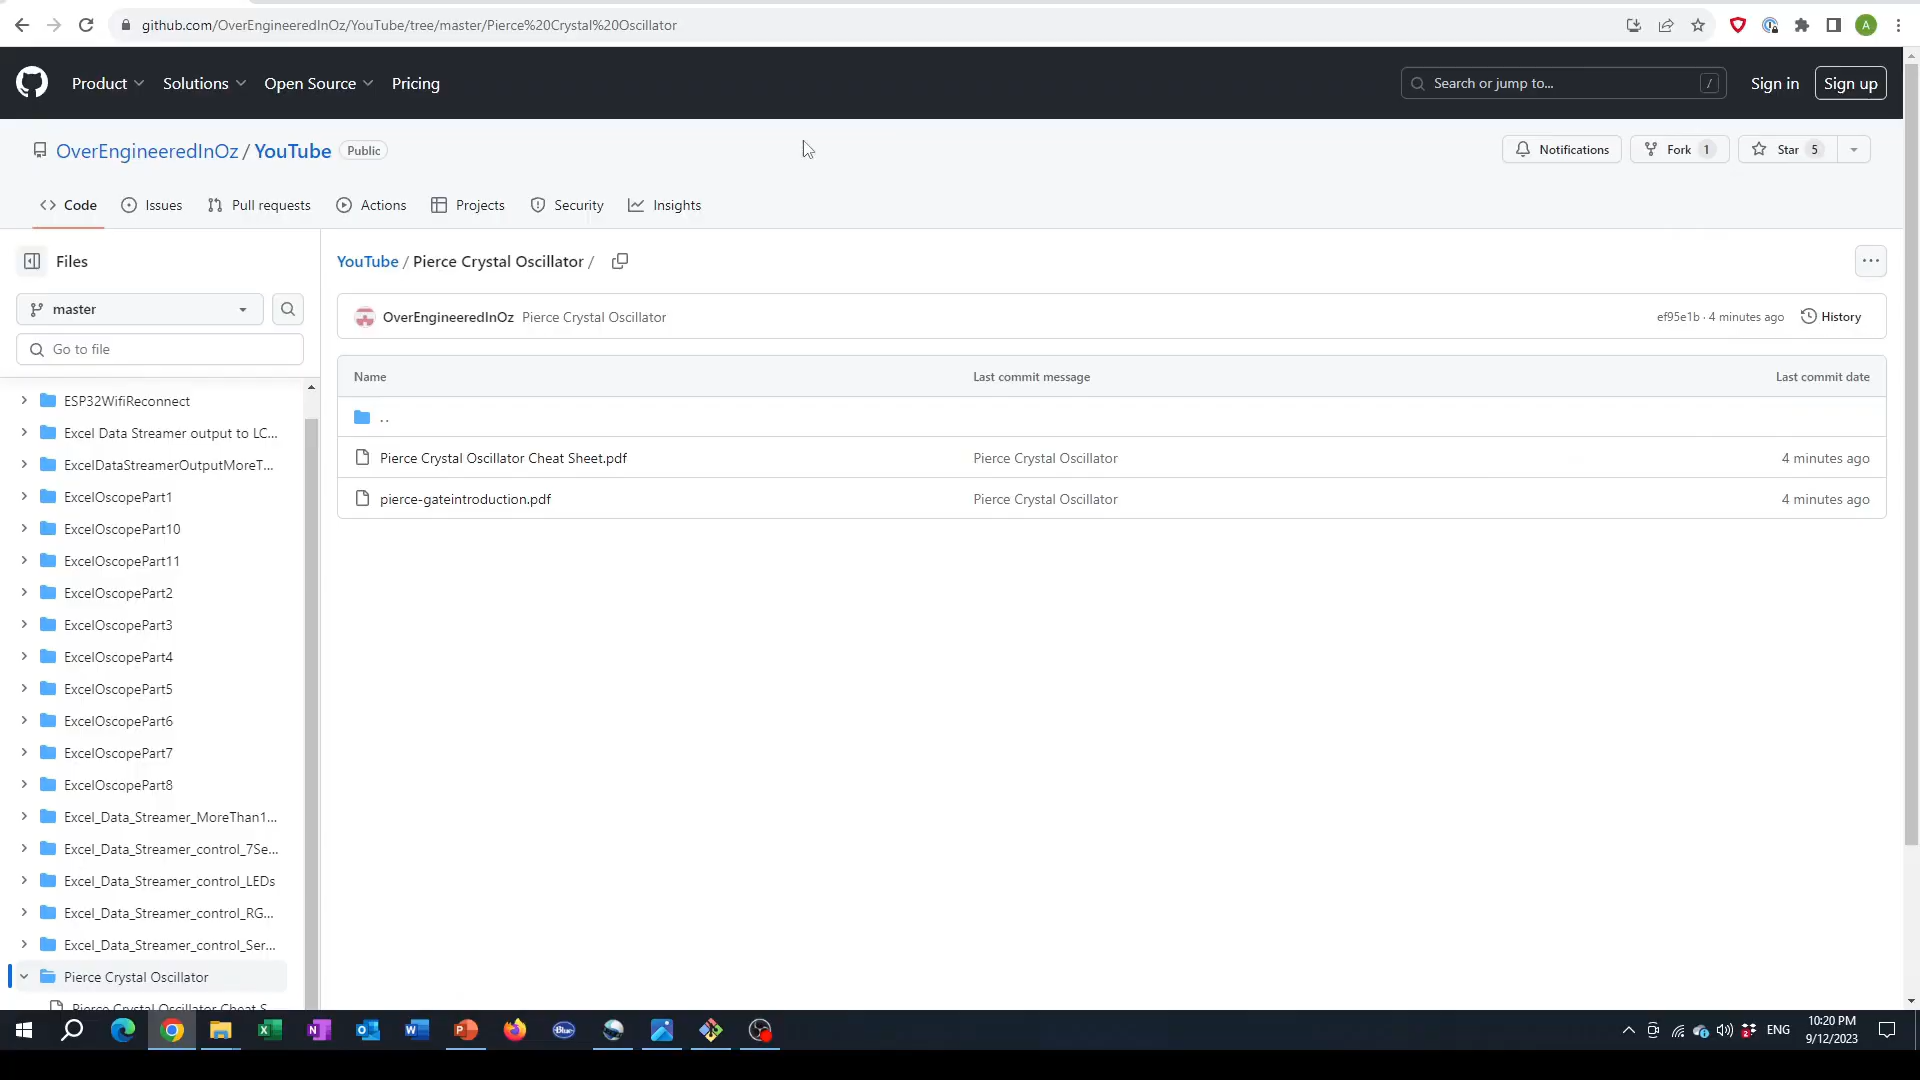 github.com/OverEngineeredInOz/YouTube/tree/master/Pierce%20Crystal%20Oscillator
A
Product
Solutions
Open Source
Pricing
Search or jump to...
/
Sign in
Sign up
OverEngineeredInOz / YouTube
Public
Notifications
Fork 1
Star 5
Code
Issues
Pull requests
Actions
Projects
Security
Insights
Files
YouTube / Pierce Crystal Oscillator /
master
OverEngineeredInOz Pierce Crystal Oscillator
ef95e1b · 4 minutes ago
History
Go to file
Name
Last commit message
Last commit date
ESP32WifiReconnect
..
Excel Data Streamer output to LC...
Pierce Crystal Oscillator Cheat Sheet.pdf
Pierce Crystal Oscillator
4 minutes ago
ExcelDataStreamerOutputMoreT...
ExcelOscopePart1
pierce-gateintroduction.pdf
Pierce Crystal Oscillator
4 minutes ago
ExcelOscopePart10
ExcelOscopePart11
ExcelOscopePart2
ExcelOscopePart3
ExcelOscopePart4
ExcelOscopePart5
ExcelOscopePart6
ExcelOscopePart7
ExcelOscopePart8
Excel_Data_Streamer_MoreThan1...
Excel_Data_Streamer_control_7Se...
Excel_Data_Streamer_control_LEDs
Excel_Data_Streamer_control_RG...
Excel_Data_Streamer_control_Ser...
Pierce Crystal Oscillator
Pierce Crystal Oscillator Cheat S...
Blue
ENG
10:20 PM
9/12/2023